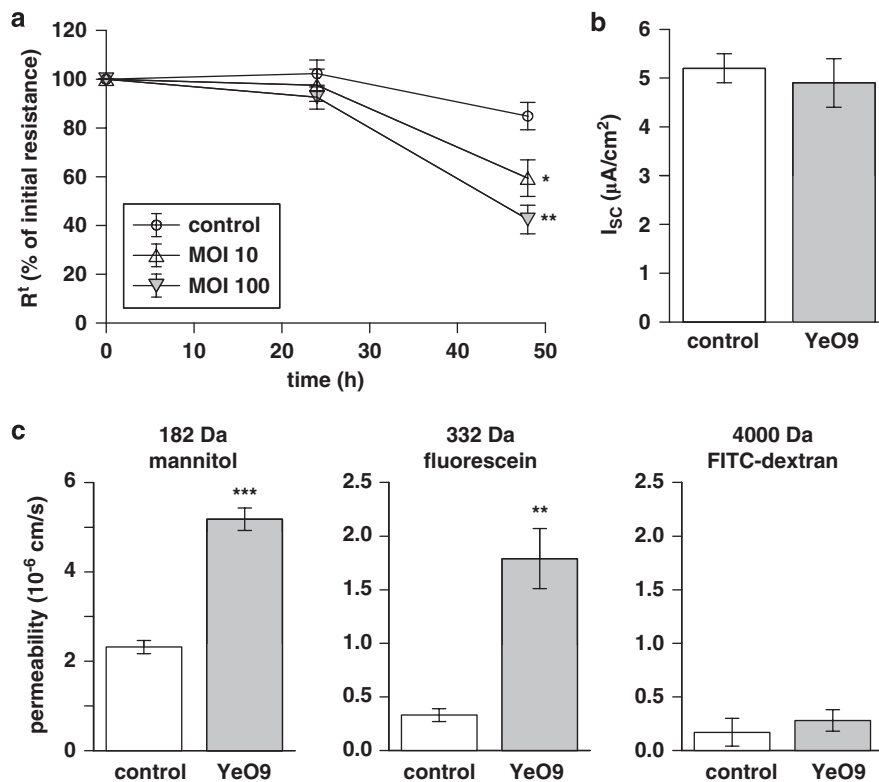 a
120
100
80
60
40
20
0
Rᵗ (% of initial resistance)
*
**
control
MOI 10
MOI 100
0 10 20 30 40 50
time (h)
b
6
5
4
3
2
1
0
I_SC (µA/cm²)
control YeO9
c
182 Da
mannitol
6
4
2
0
permeability (10⁻⁶ cm/s)
***
control YeO9
332 Da
fluorescein
2.5
2.0
1.5
1.0
0.5
0.0
**
control YeO9
4000 Da
FITC-dextran
2.5
2.0
1.5
1.0
0.5
0.0
control YeO9